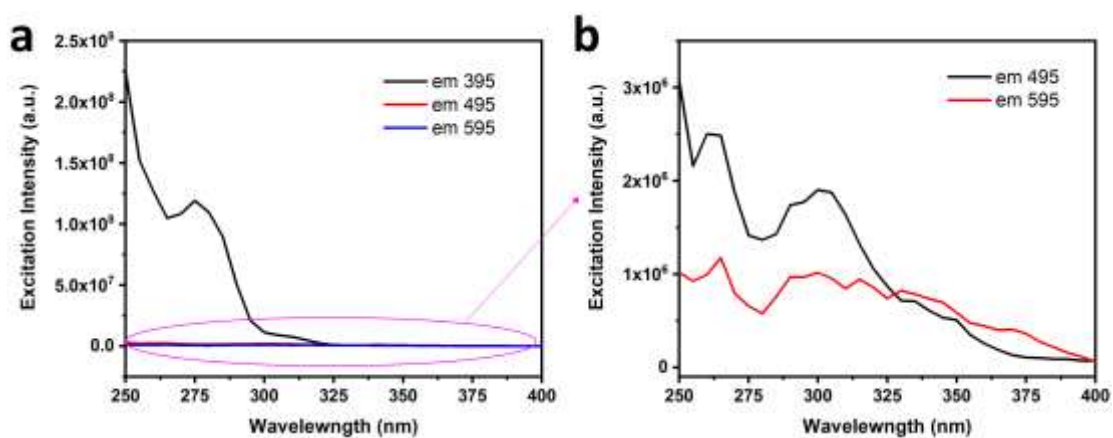 a
2.5x10⁸
2.0x10⁸
1.5x10⁸
1.0x10⁸
5.0x10⁷
0.0
Excitation Intensity (a.u.)
em 395
em 495
em 595
250 275 300 325 350 375 400
Wavelewngth (nm)
b
3x10⁶
2x10⁶
1x10⁶
0
Excitation Intensity (a.u.)
em 495
em 595
250 275 300 325 350 375 400
Wavelewngth (nm)